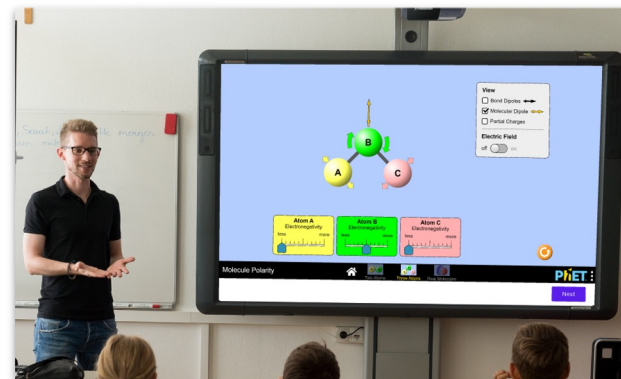 View
Bond Dipoles
Molecular Dipole
Partial Charges
Electric Field
off on
B
A
C
Atom A
Electronegativity
less more
Atom B
Electronegativity
less more
Atom C
Electronegativity
less more
Molecule Polarity
Two Atoms
Three Atoms
Real Molecules
PhET
Next